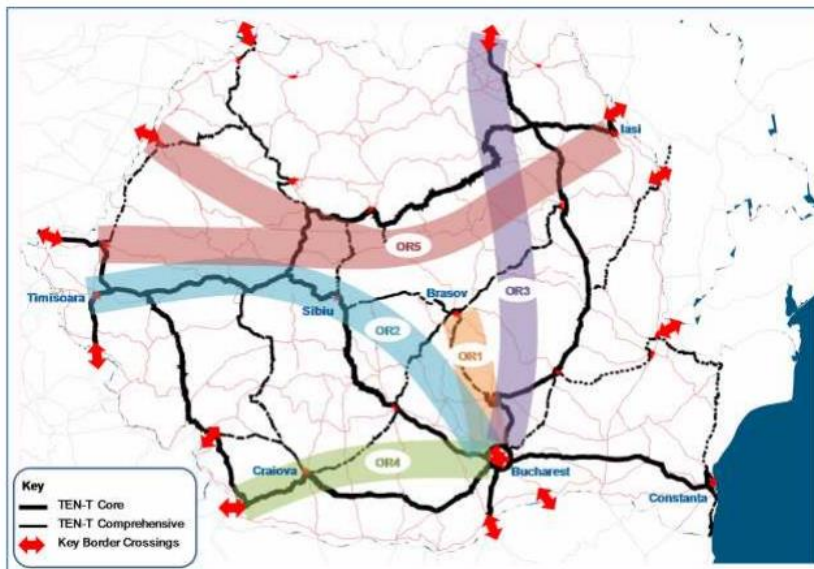 Iasi
OR5
Timisoara
Sibiu
Brasov
OR3
OR2
OR1
Craiova
OR4
Bucharest
Constanta
Key
TEN-T Core
TEN-T Comprehensive
Key Border Crossings